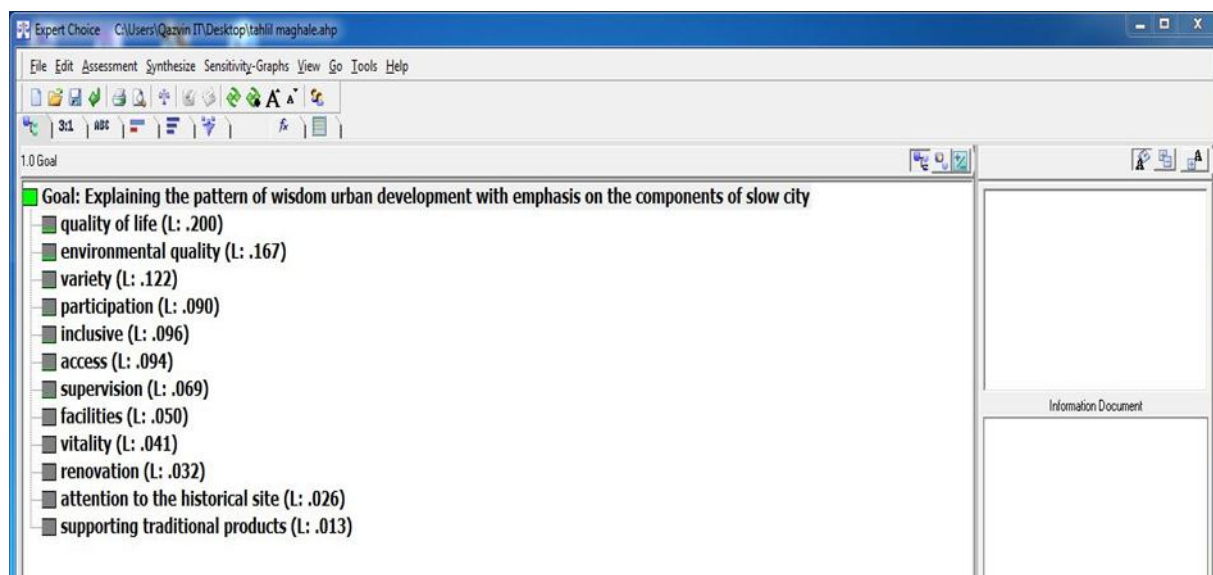 Expert Choice C:\Users\Qazvin IT\Desktop\tahlil maghale.ahp
File Edit Assessment Synthesize Sensitivity-Graphs View Go Tools Help
3:1 ABC fx
1.0 Goal
Goal: Explaining the pattern of wisdom urban development with emphasis on the components of slow city
quality of life (L: .200)
environmental quality (L: .167)
variety (L: .122)
participation (L: .090)
inclusive (L: .096)
access (L: .094)
supervision (L: .069)
facilities (L: .050)
vitality (L: .041)
renovation (L: .032)
attention to the historical site (L: .026)
supporting traditional products (L: .013)
Information Document